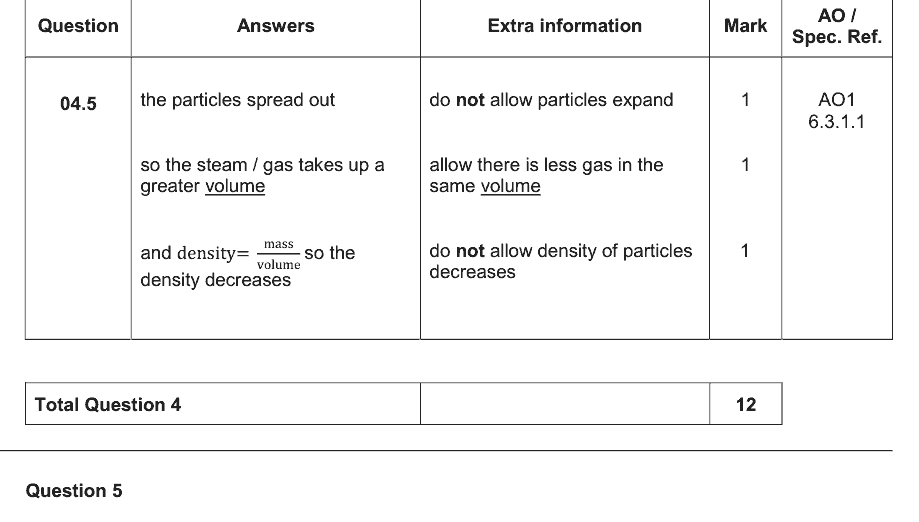 Question Answers Extra information Mark AO /
Spec. Ref.
04.5 the particles spread out do not allow particles expand 1 AO1
6.3.1.1
so the steam / gas takes up a allow there is less gas in the 1
greater volume same volume
and density= mass/volume so the do not allow density of particles 1
density decreases decreases
Total Question 4 12
Question 5